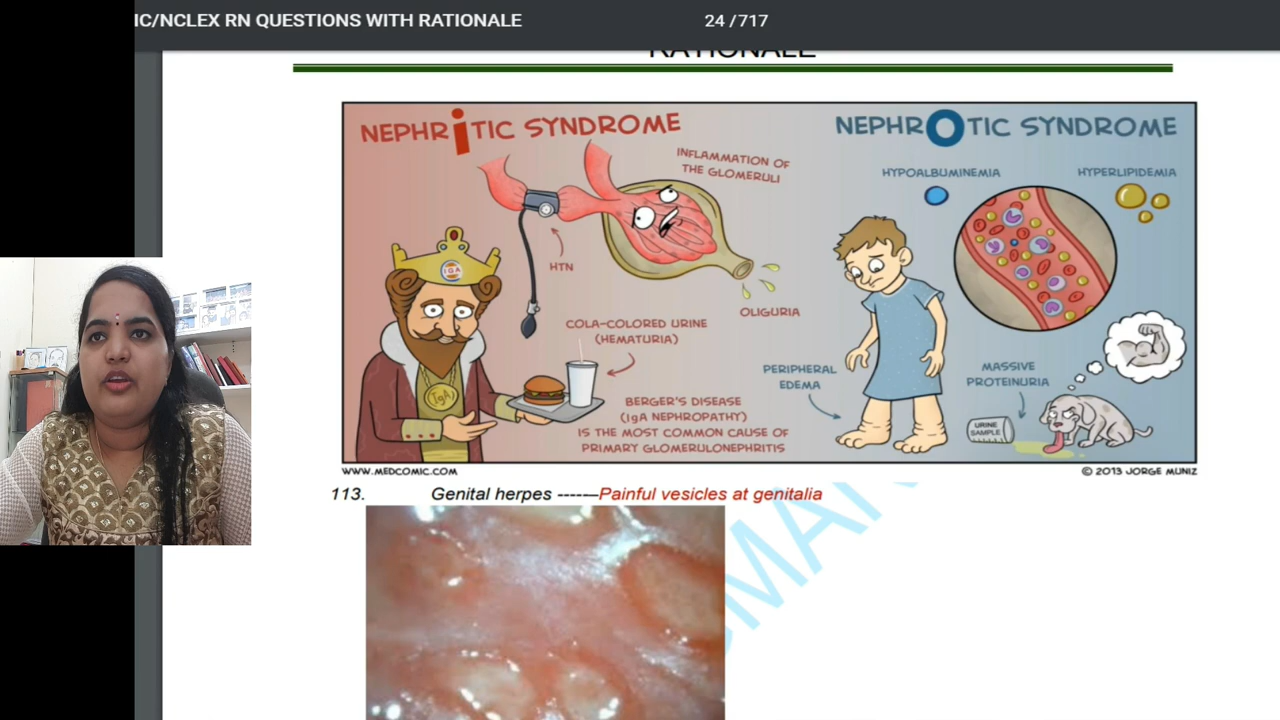 IC/NCLEX RN QUESTIONS WITH RATIONALE
24 / 717
RATIONALE
NEPHRiTIC SYNDROME
INFLAMMATION OF
THE GLOMERULI
HTN
OLIGURIA
IGA
COLA-COLORED URINE
(HEMATURIA)
IgA
BERGER'S DISEASE
(IgA NEPHROPATHY)
IS THE MOST COMMON CAUSE OF
PRIMARY GLOMERULONEPHRITIS
NEPHROTIC SYNDROME
HYPOALBUMINEMIA
HYPERLIPIDEMIA
PERIPHERAL
EDEMA
MASSIVE
PROTEINURIA
URINE
SAMPLE
WWW.MEDCOMIC.COM
© 2013 JORGE MUNIZ
113. Genital herpes ------Painful vesicles at genitalia